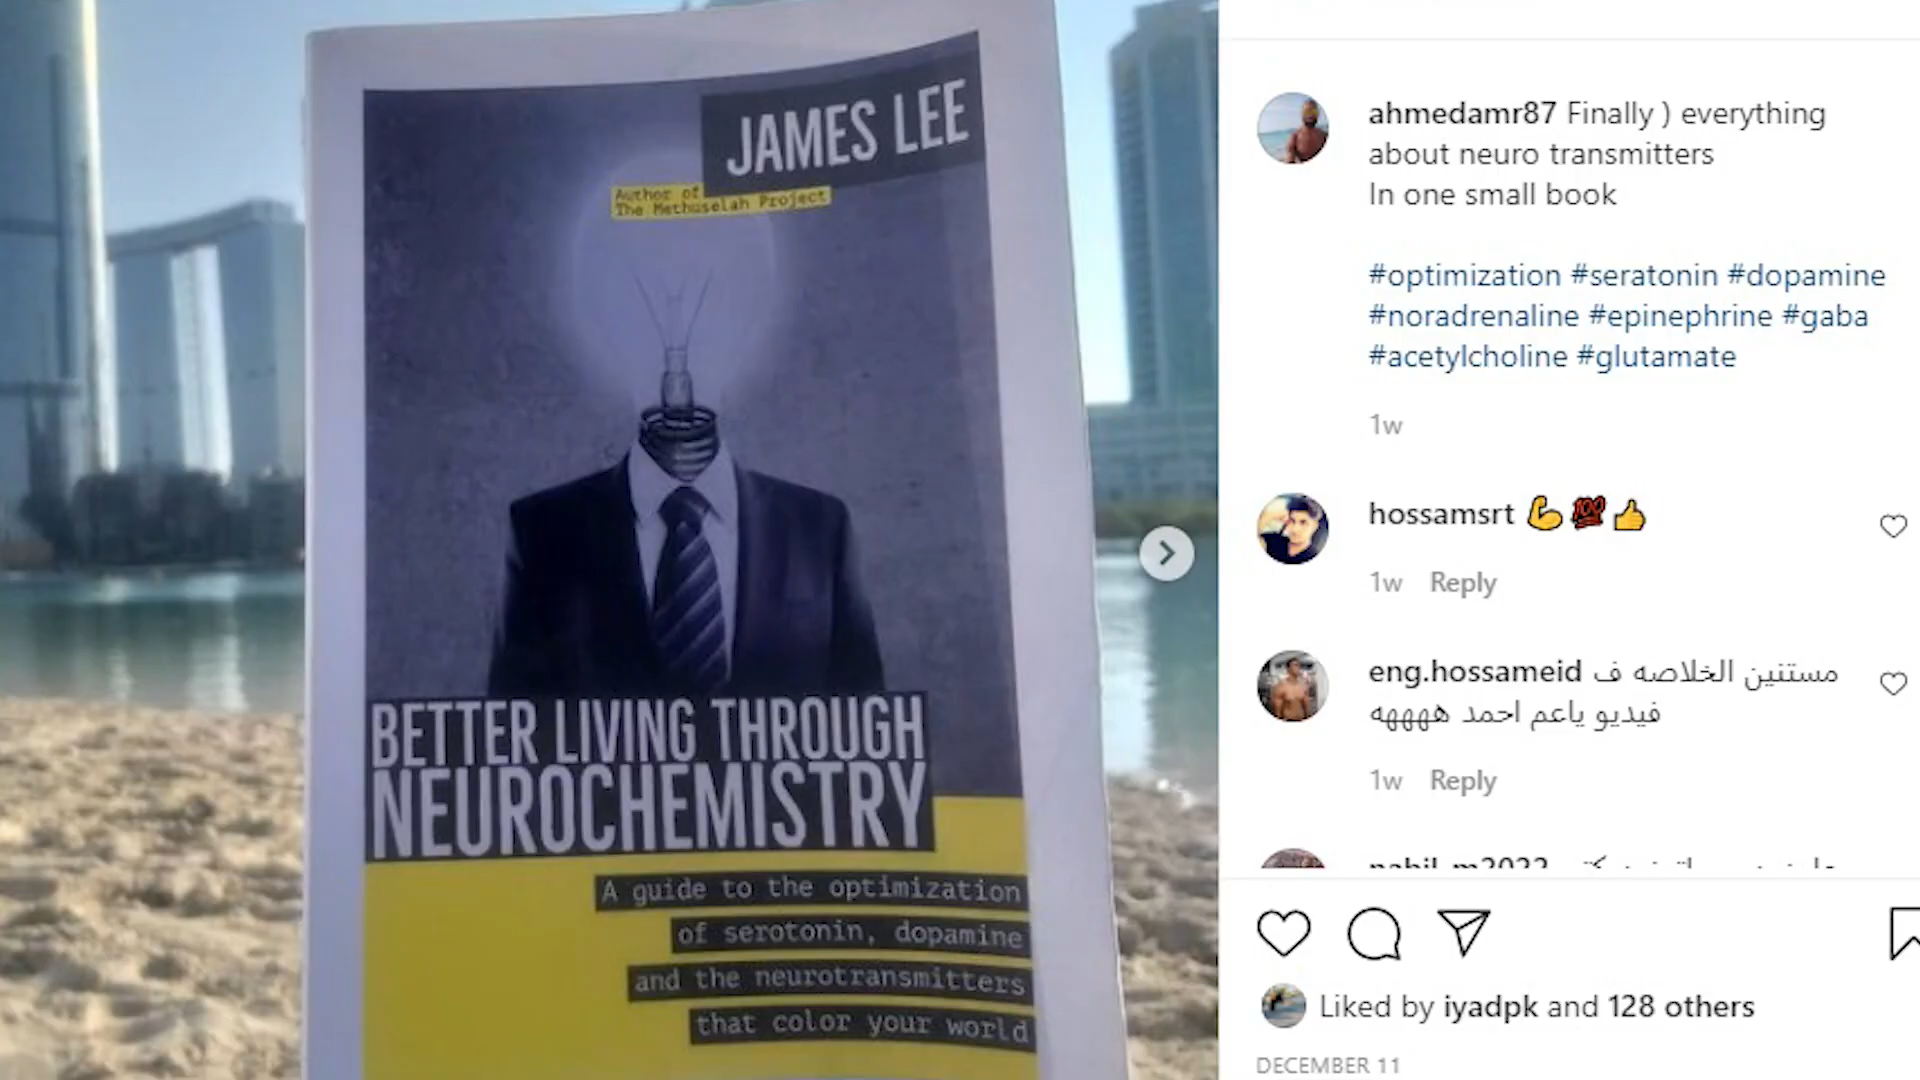 JAMES LEE
Author of
The Methuselah Project
BETTER LIVING THROUGH
NEUROCHEMISTRY
A guide to the optimization
of serotonin, dopamine
and the neurotransmitters
that color your world
ahmedamr87 Finally ) everything
about neuro transmitters
In one small book
#optimization #seratonin #dopamine
#noradrenaline #epinephrine #gaba
#acetylcholine #glutamate
1w
hossamsrt 💪💯👍
1w Reply
eng.hossameid مستنين الخلاصه ف
فيديو ياعم احمد ههههه
1w Reply
Liked by iyadpk and 128 others
DECEMBER 11